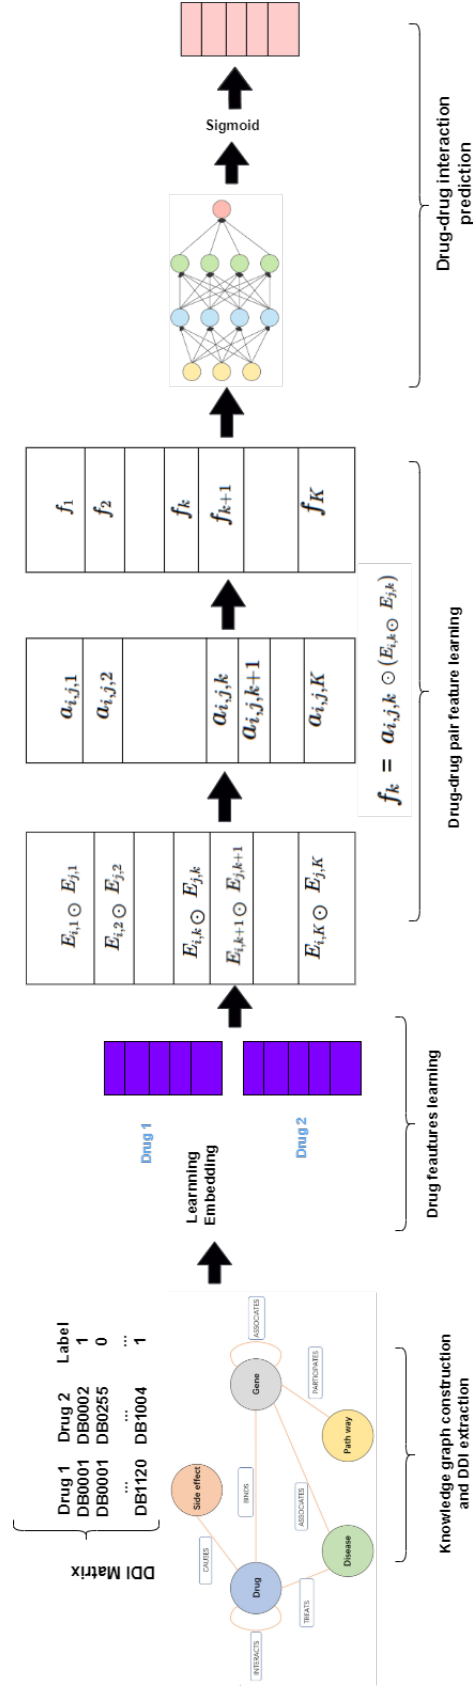 DDI Matrix
Drug 1 Drug 2 Label
DB0001 DB0002 1
DB0001 DB0255 0
... ... ...
DB1120 DB1004 1
Side effect
CAUSES
Drug
INTERACTS
BINDS
Gene
ASSOCIATES
TREATS
ASSOCIATES
PARTICIPATES
Disease
Path way
Knowledge graph construction
and DDI extraction
Learnning
Embedding
Drug 1
Drug 2
Drug feautures learning
E_{i,1} ⊙ E_{j,1}
E_{i,2} ⊙ E_{j,2}
E_{i,k} ⊙ E_{j,k}
E_{i,k+1} ⊙ E_{j,k+1}
E_{i,K} ⊙ E_{j,K}
a_{i,j,1}
a_{i,j,2}
a_{i,j,k}
a_{i,j,k+1}
a_{i,j,K}
f_1
f_2
f_k
f_{k+1}
f_K
f_k = a_{i,j,k} ⊙ (E_{i,k} ⊙ E_{j,k})
Drug-drug pair feature learning
Sigmoid
Drug-drug interaction
prediction